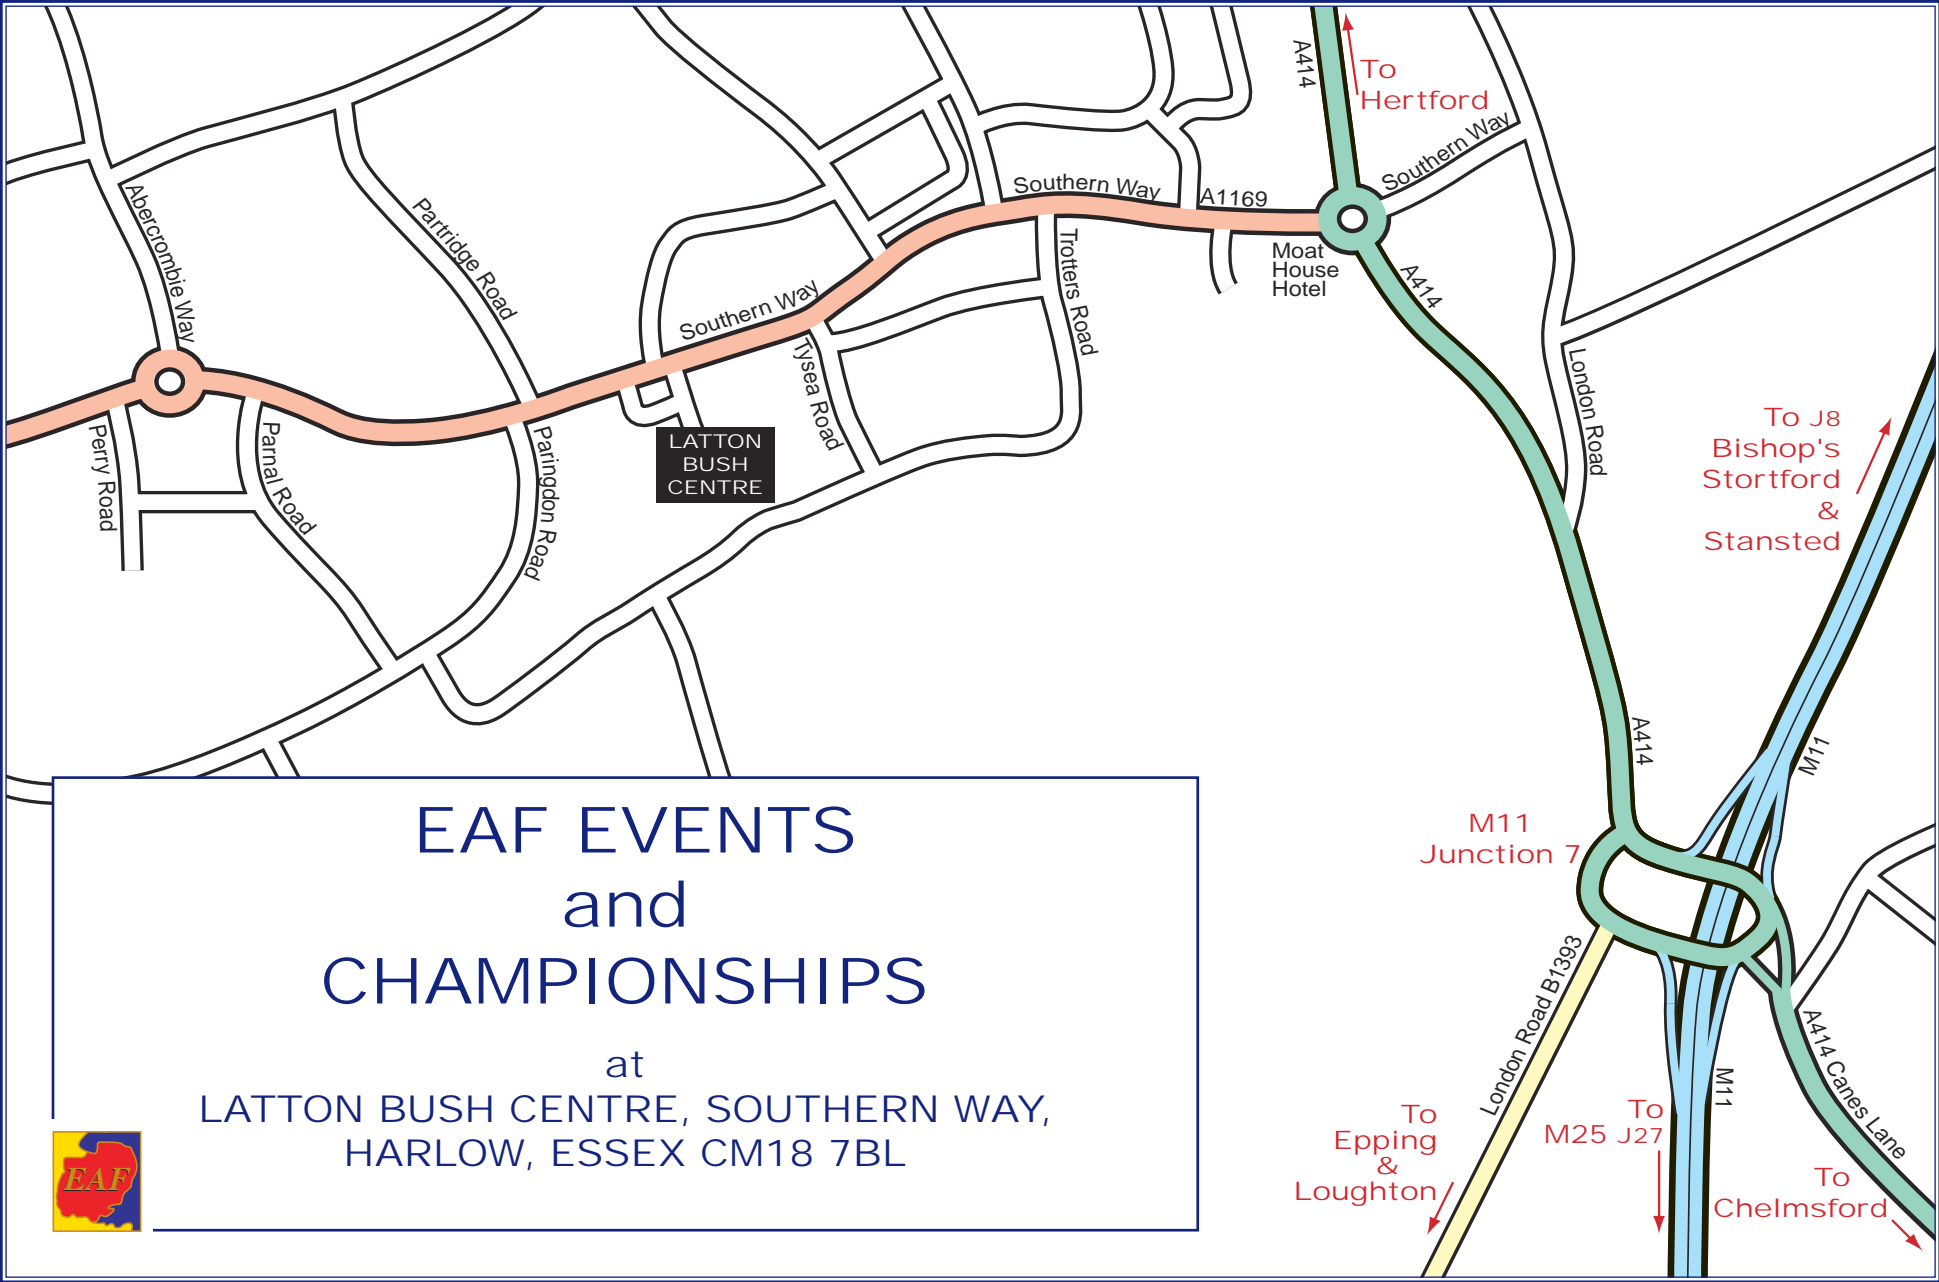 A414
To
Hertford
Southern Way
Southern Way
A1169
Abercrombie Way
Partridge Road
Trotters Road
Moat
House
Hotel
A414
Southern Way
Tysea Road
London Road
To J8
Bishop's
Stortford
&
Stansted
LATTON
BUSH
CENTRE
Perry Road
Parnal Road
Paringdon Road
A414
M11
M11
Junction 7
London Road B1393
A414 Canes Lane
M11
To
Epping
&
Loughton
To
M25 J27
To
Chelmsford
EAF EVENTS
and
CHAMPIONSHIPS
at
LATTON BUSH CENTRE, SOUTHERN WAY,
HARLOW, ESSEX CM18 7BL
EAF